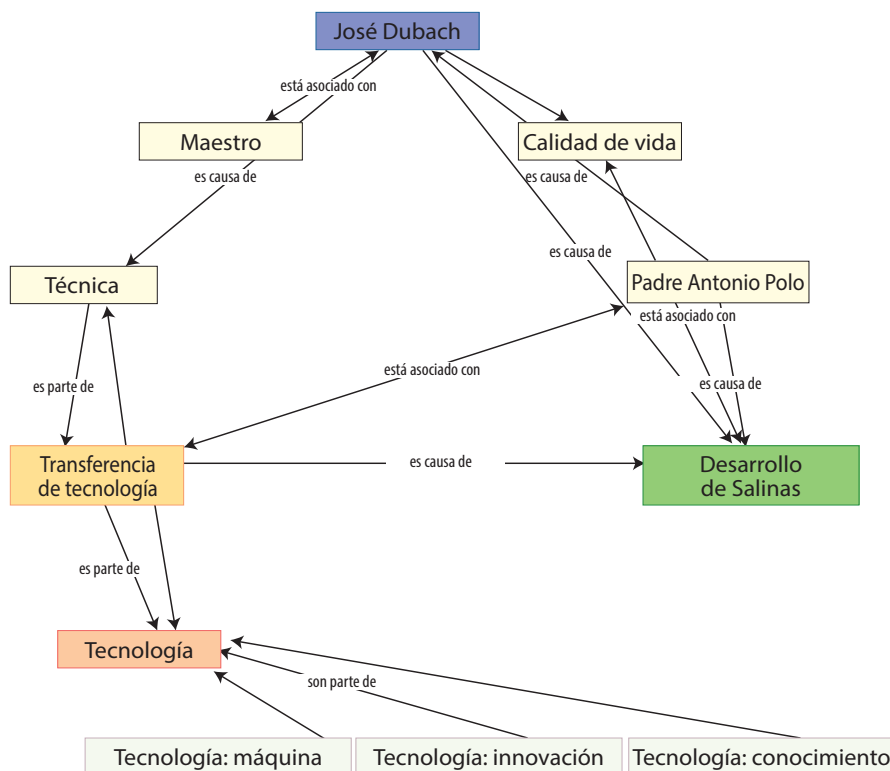 José Dubach
está asociado con
Maestro
Calidad de vida
es causa de
es causa de
es causa de
Técnica
Padre Antonio Polo
está asociado con
es parte de
está asociado con
es causa de
Transferencia
de tecnología
es causa de
Desarrollo
de Salinas
es parte de
Tecnología
son parte de
Tecnología: máquina
Tecnología: innovación
Tecnología: conocimiento